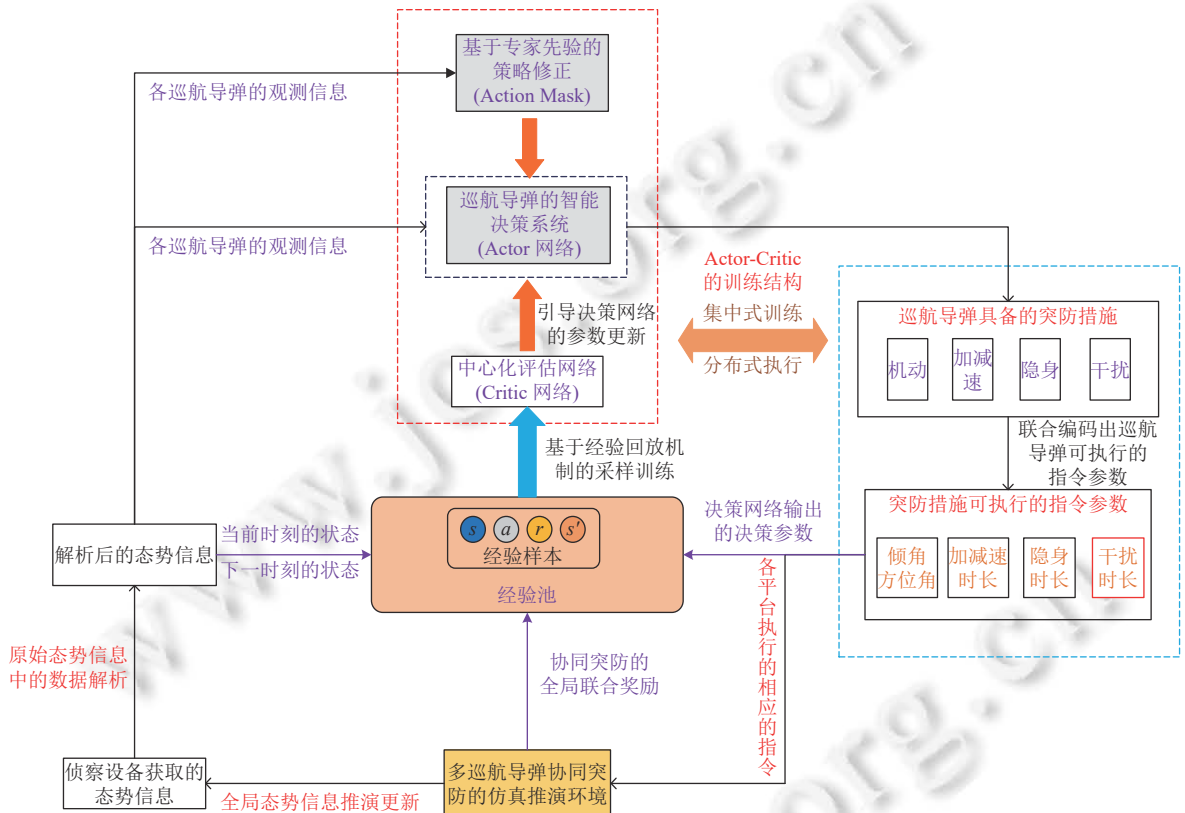 基于专家先验的
策略修正
(Action Mask)
各巡航导弹的观测信息
巡航导弹的智能
决策系统
(Actor 网络)
各巡航导弹的观测信息
Actor-Critic
的训练结构
集中式训练
分布式执行
引导决策网络
的参数更新
中心化评估网络
(Critic 网络)
巡航导弹具备的突防措施
机动
加减
速
隐身
干扰
联合编码出巡航
导弹可执行的
指令参数
基于经验回放机
制的采样训练
突防措施可执行的指令参数
倾角
方位角
加减速
时长
隐身
时长
干扰
时长
决策网络输出
的决策参数
s a r s′
经验样本
经验池
当前时刻的状态
下一时刻的状态
解析后的态势信息
各平台执行的相应的指令
原始态势信息
中的数据解析
协同突防的
全局联合奖励
侦察设备获取的
态势信息
全局态势信息推演更新
多巡航导弹协同突
防的仿真推演环境
www.jos.org.cn
org.cn